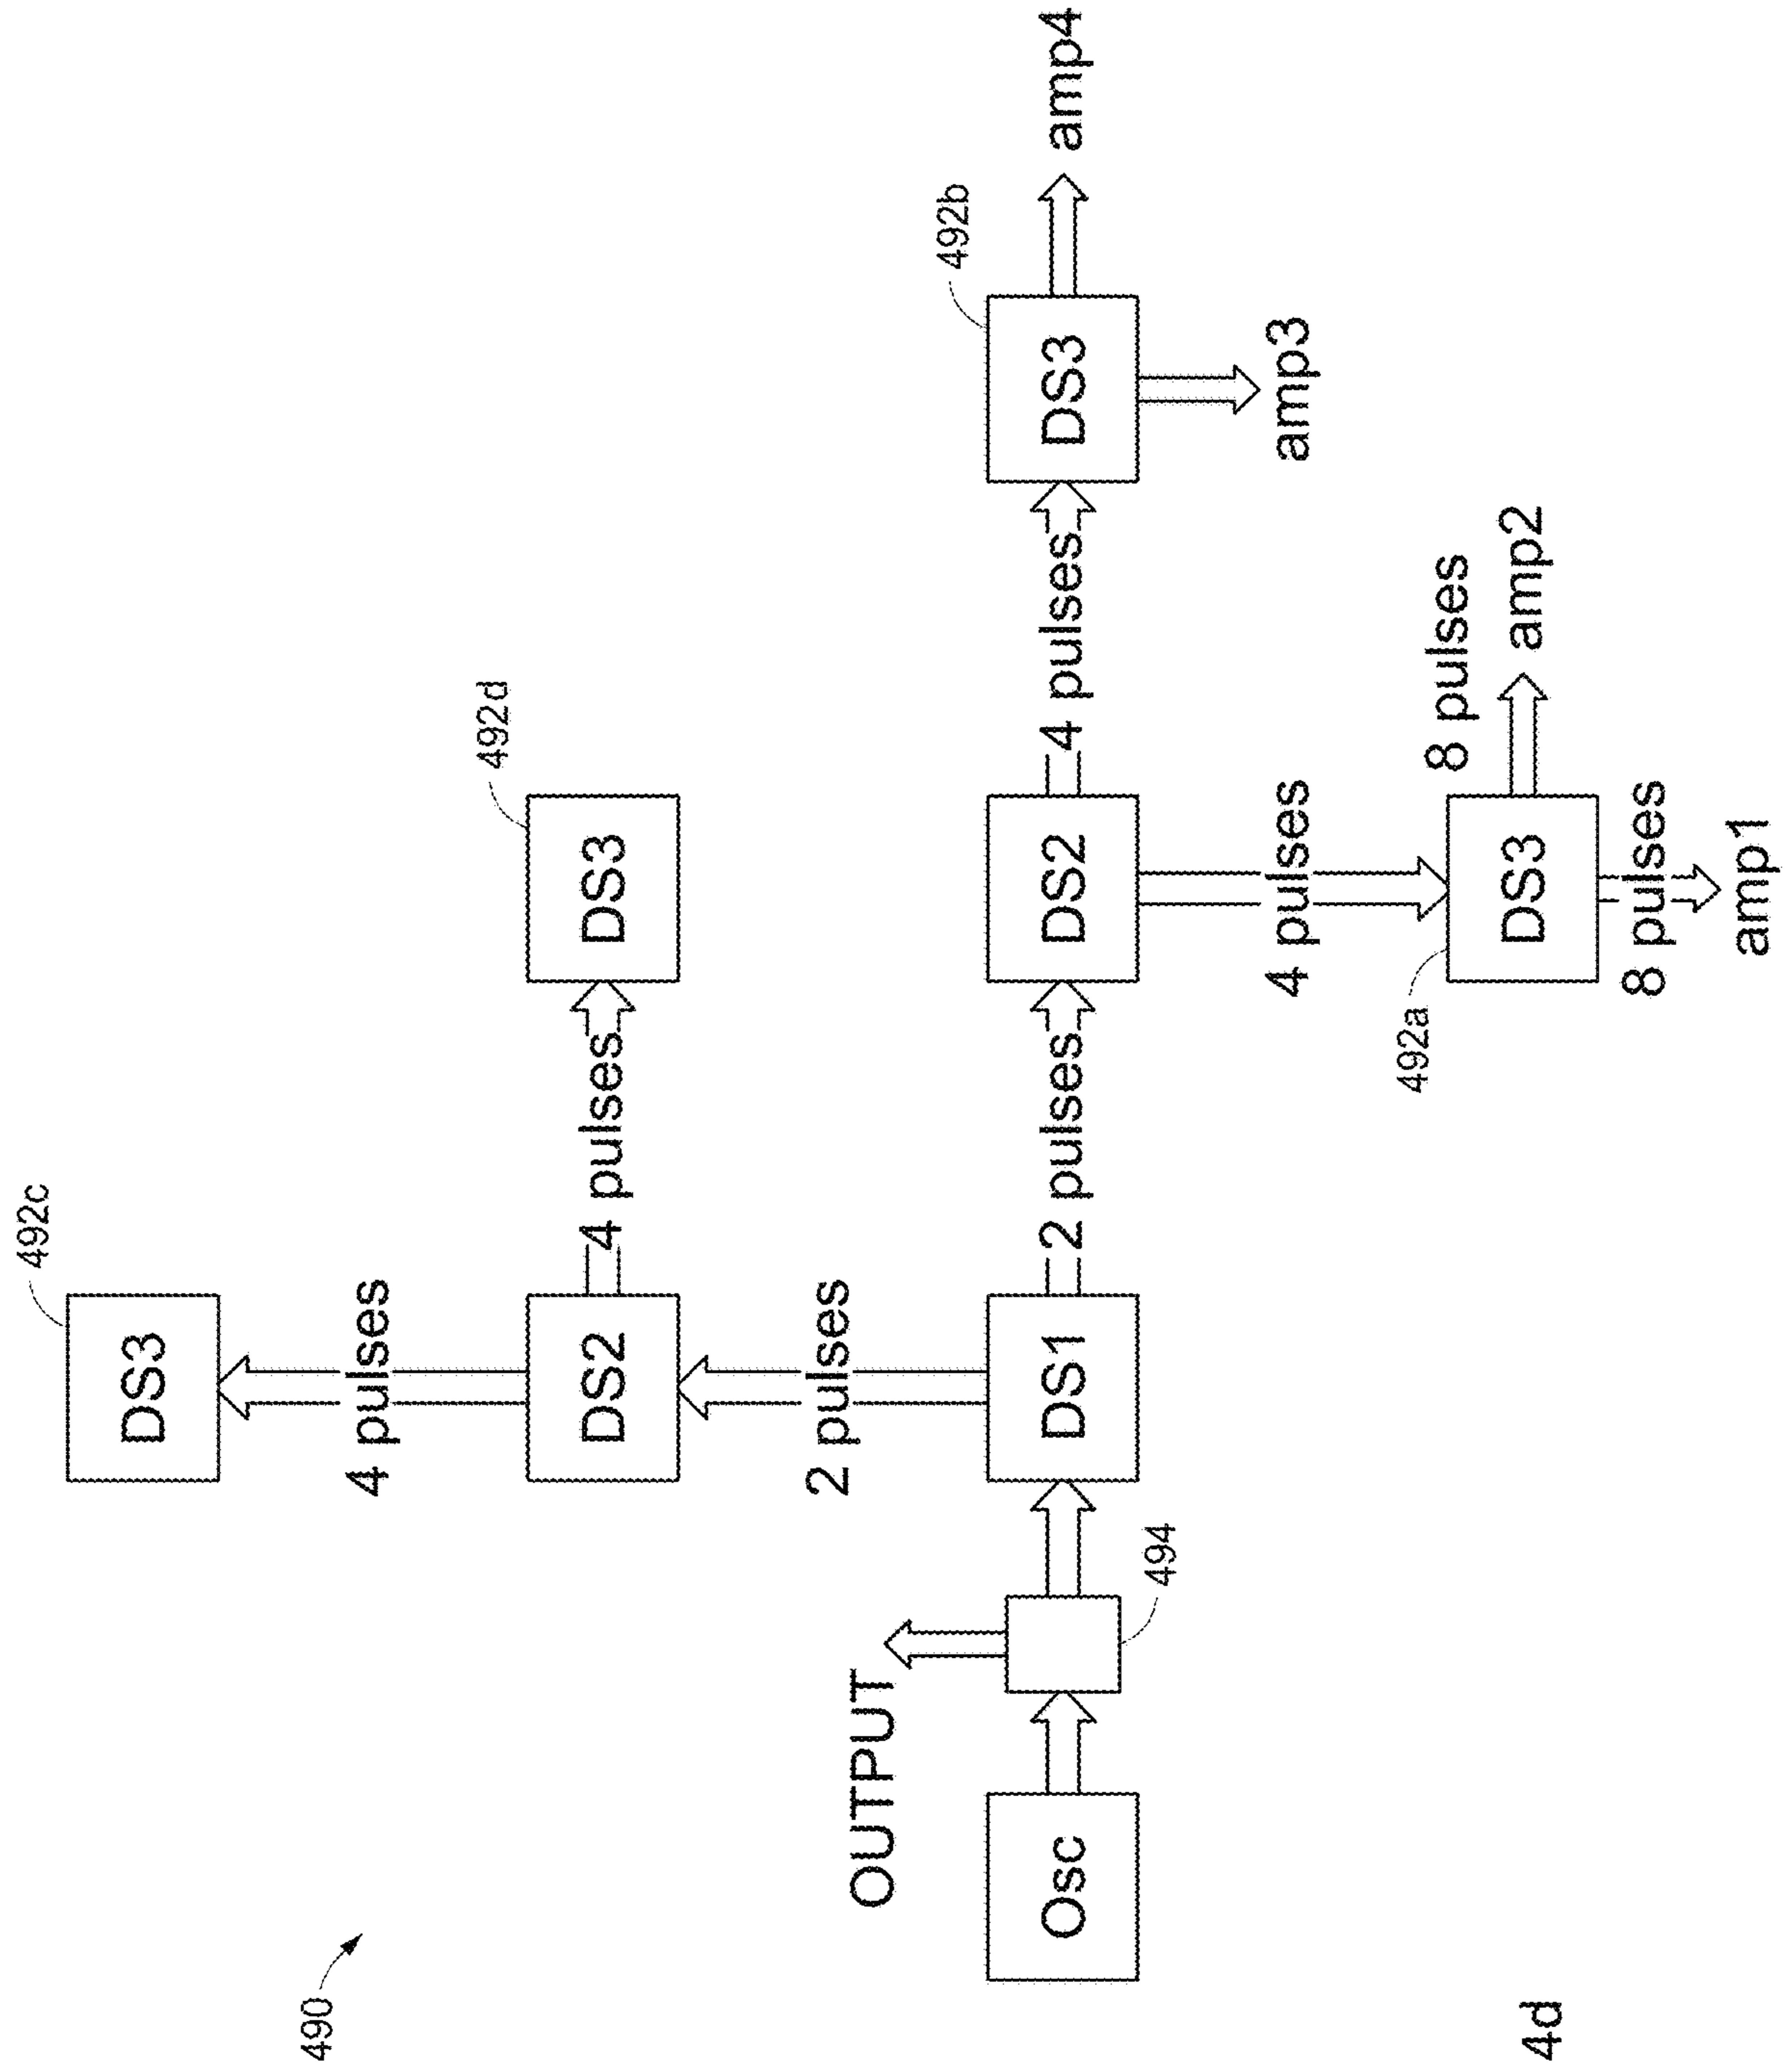 490
492c
DS3
4 pulses
492d
DS2
4 pulses
DS3
2 pulses
OUTPUT
492b
Osc
DS1
2 pulses
DS2
4 pulses
DS3
amp4
494
4 pulses
amp3
8 pulses
492a
DS3
amp2
8 pulses
amp1
4d